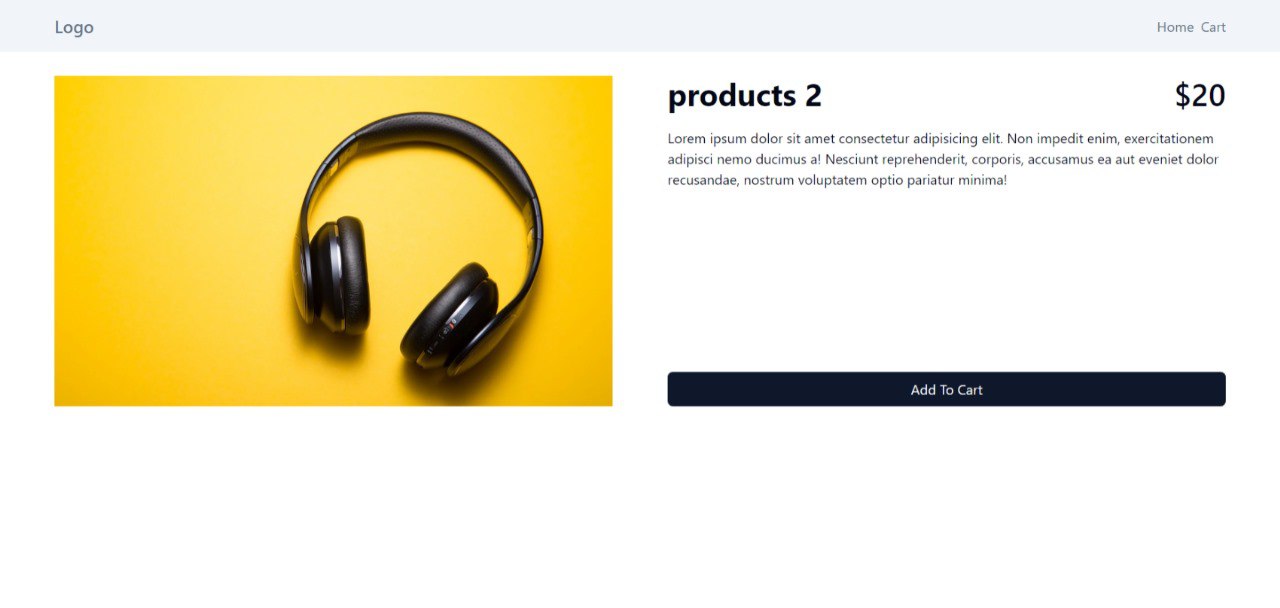 Logo
Home Cart
products 2
$20
Lorem ipsum dolor sit amet consectetur adipisicing elit. Non impedit enim, exercitationem
adipisci nemo ducimus a! Nesciunt reprehenderit, corporis, accusamus ea aut eveniet dolor
recusandae, nostrum voluptatem optio pariatur minima!
Add To Cart